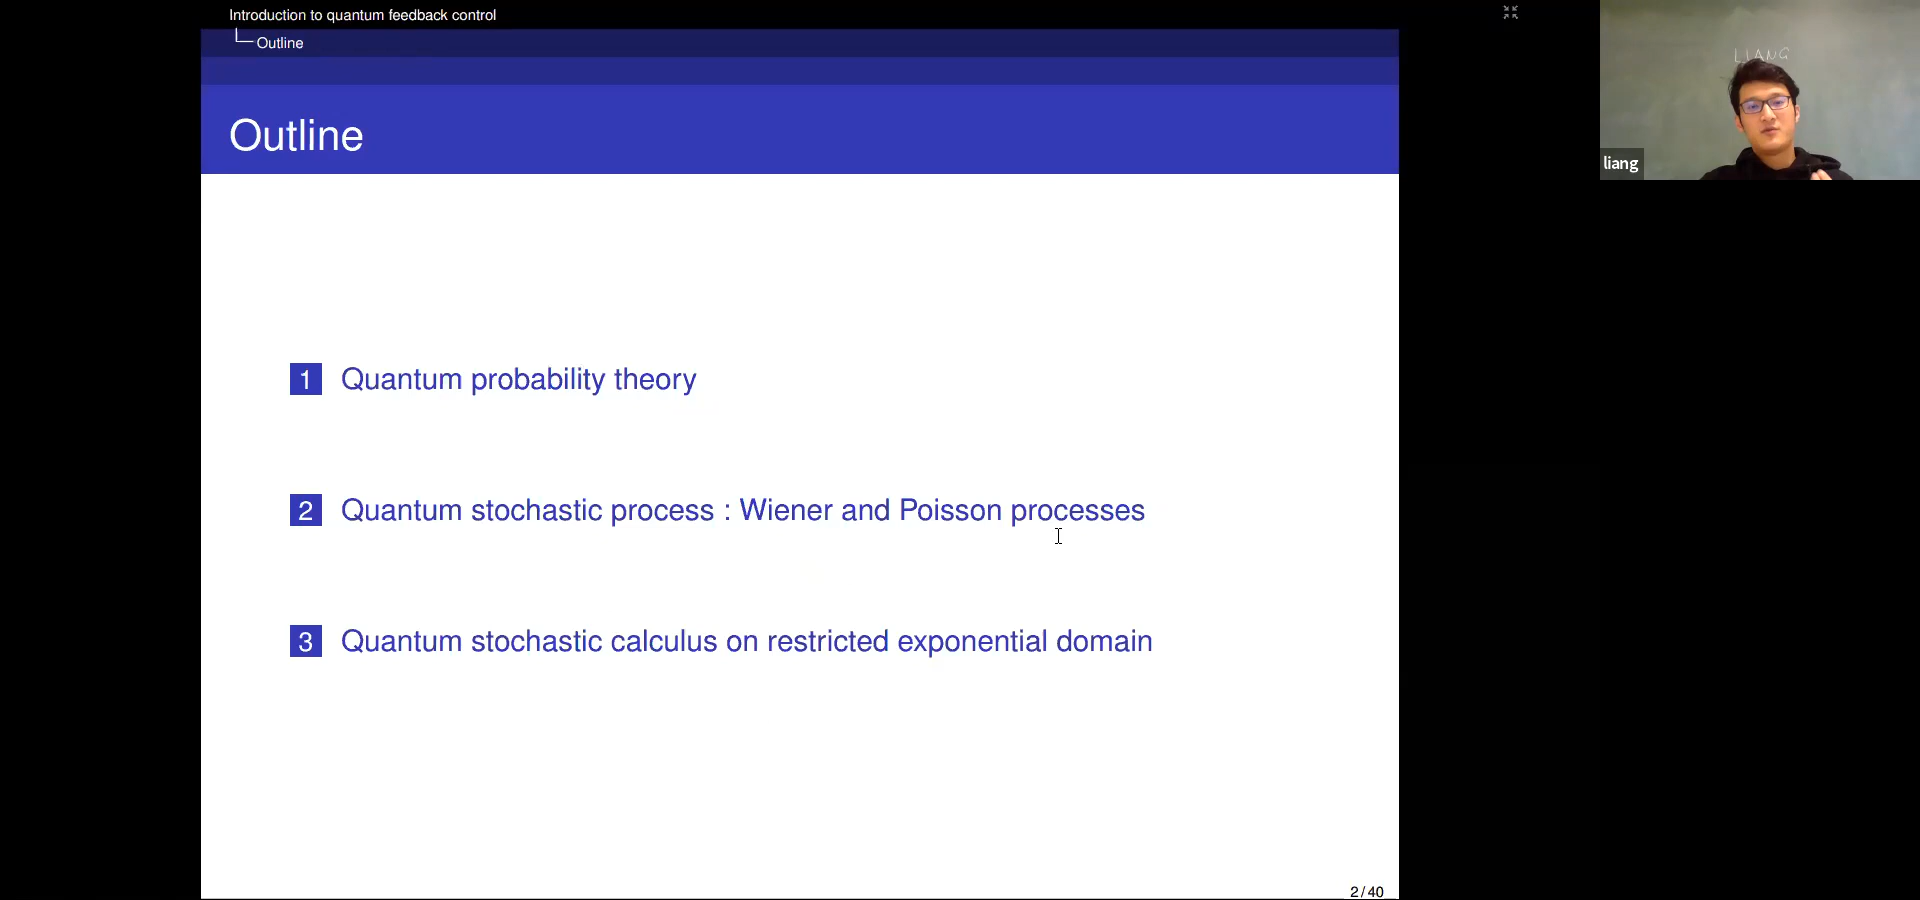 Introduction to quantum feedback control
Outline
Outline
1 Quantum probability theory
2 Quantum stochastic process : Wiener and Poisson processes
3 Quantum stochastic calculus on restricted exponential domain
2 / 40
LIANG
liang